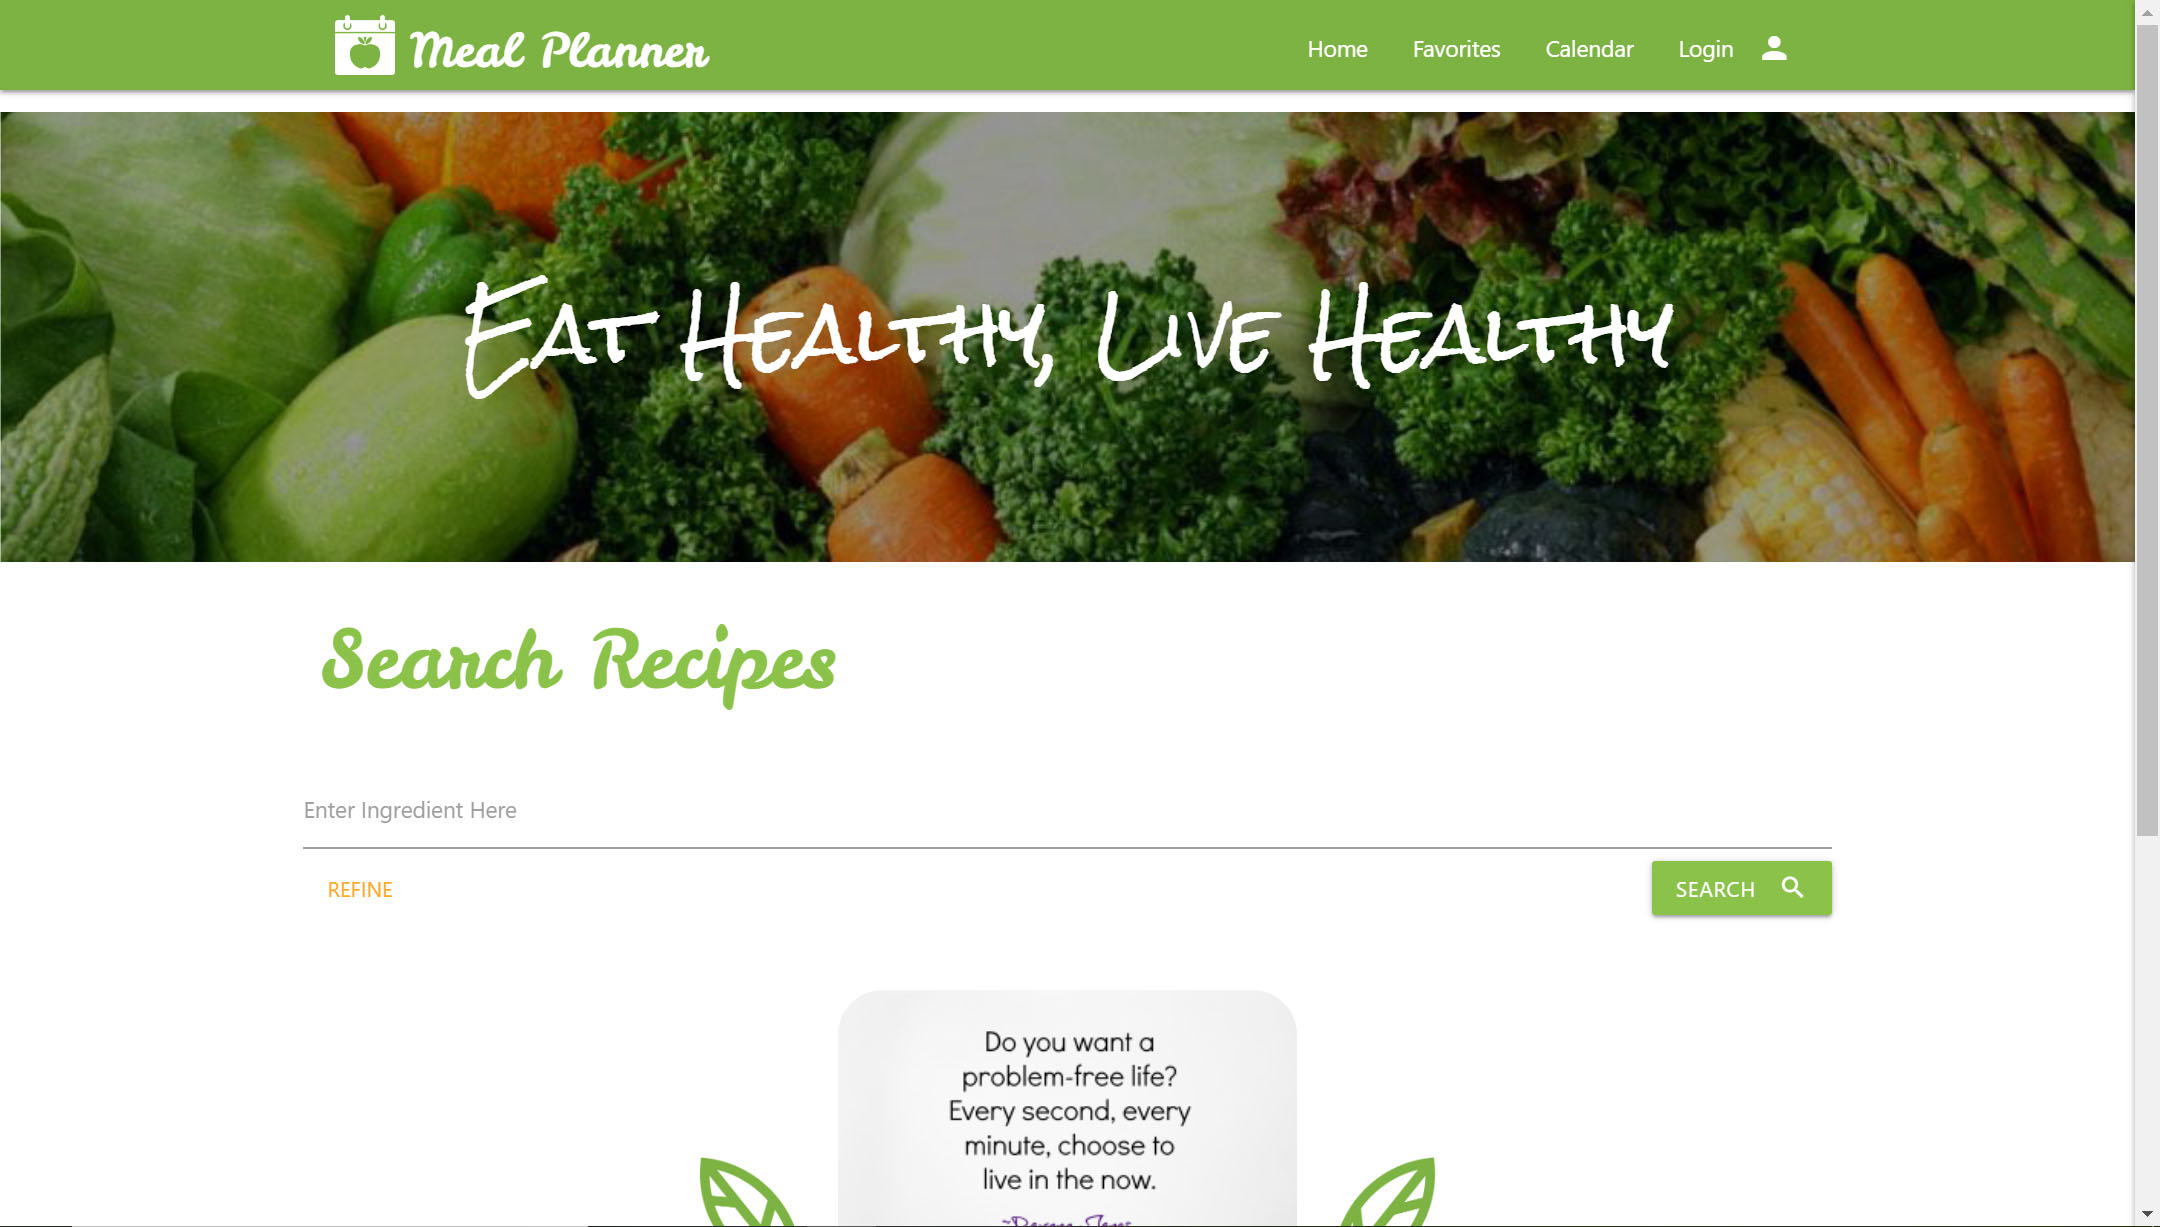 Meal Planner
Home Favorites Calendar Login
Eat Healthy, Live Healthy
Search Recipes
Enter Ingredient Here
REFINE
SEARCH
Do you want a
problem-free life?
Every second, every
minute, choose to
live in the now.